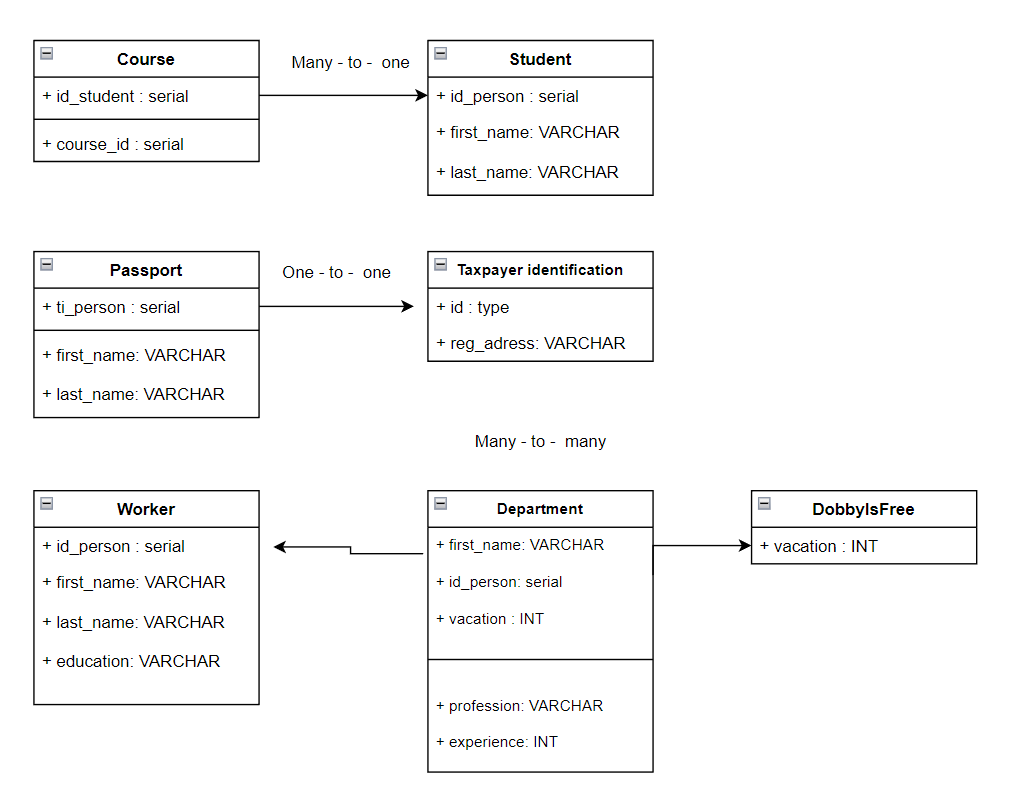 Course
+ id_student : serial
+ course_id : serial
Many - to - one
Student
+ id_person : serial
+ first_name: VARCHAR
+ last_name: VARCHAR
Passport
+ ti_person : serial
+ first_name: VARCHAR
+ last_name: VARCHAR
One - to - one
Taxpayer identification
+ id : type
+ reg_adress: VARCHAR
Many - to - many
Worker
+ id_person : serial
+ first_name: VARCHAR
+ last_name: VARCHAR
+ education: VARCHAR
Department
+ first_name: VARCHAR
+ id_person: serial
+ vacation : INT
+ profession: VARCHAR
+ experience: INT
DobbyIsFree
+ vacation : INT